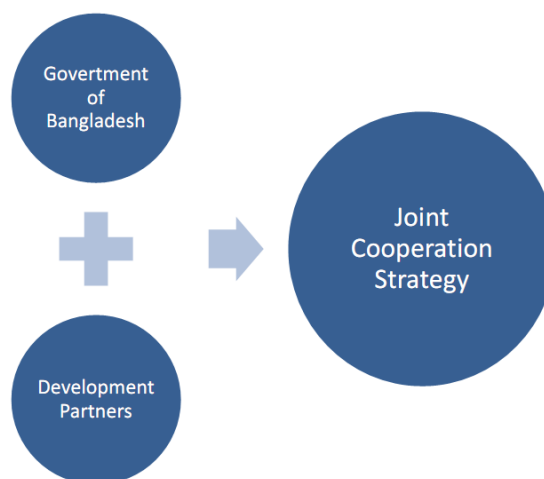 Govertment
of
Bangladesh
Development
Partners
Joint
Cooperation
Strategy